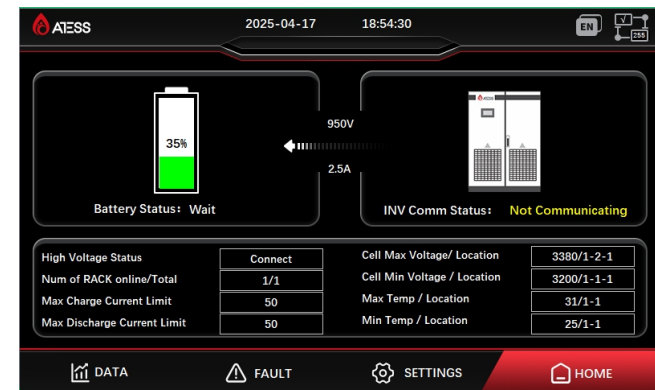 ATESS 2025-04-17 18:54:30 EN 255
950V
35%
2.5A
Battery Status: Wait
INV Comm Status: Not Communicating
High Voltage Status Connect
Num of RACK online/Total 1/1
Max Charge Current Limit 50
Max Discharge Current Limit 50
Cell Max Voltage/ Location 3380/1-2-1
Cell Min Voltage / Location 3200/1-1-1
Max Temp / Location 31/1-1
Min Temp / Location 25/1-1
DATA FAULT SETTINGS HOME